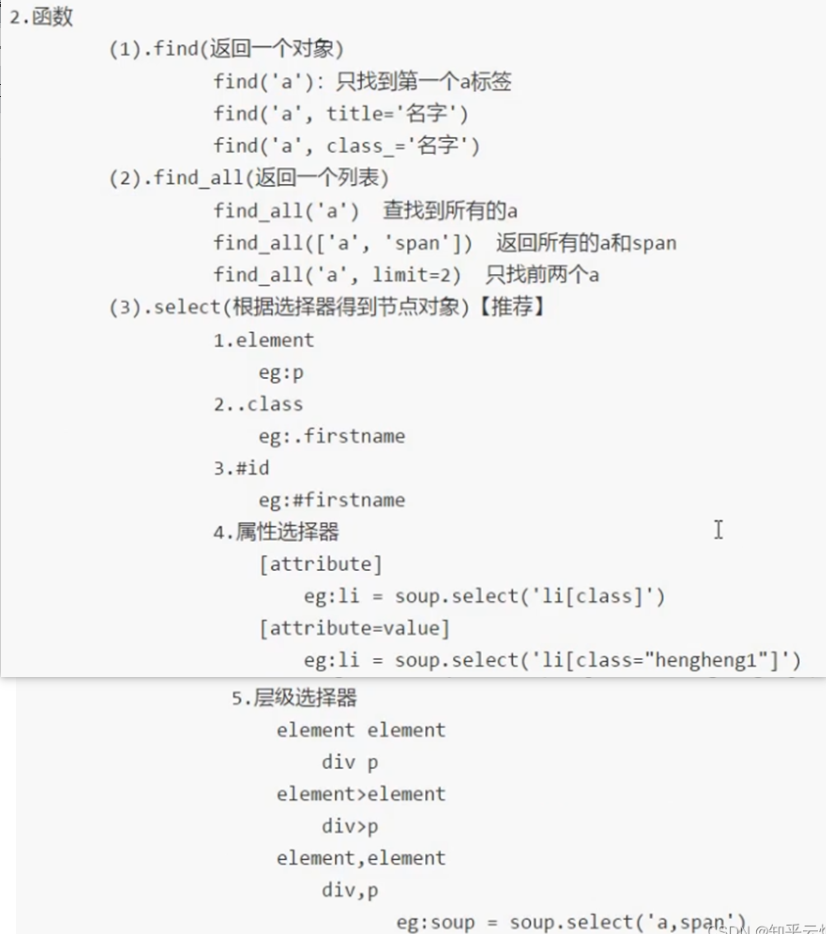 2.函数
(1).find(返回一个对象)
find('a'): 只找到第一个a标签
find('a', title='名字')
find('a', class_='名字')
(2).find_all(返回一个列表)
find_all('a') 查找到所有的a
find_all(['a', 'span']) 返回所有的a和span
find_all('a', limit=2) 只找前两个a
(3).select(根据选择器得到节点对象)【推荐】
1.element
eg:p
2..class
eg:.firstname
3.#id
eg:#firstname
4.属性选择器
[attribute]
eg:li = soup.select('li[class]')
[attribute=value]
eg:li = soup.select('li[class="hengheng1"]')
5.层级选择器
element element
div p
element>element
div>p
element,element
div,p
eg:soup = soup.select('a,span')
CSDN @知乎云